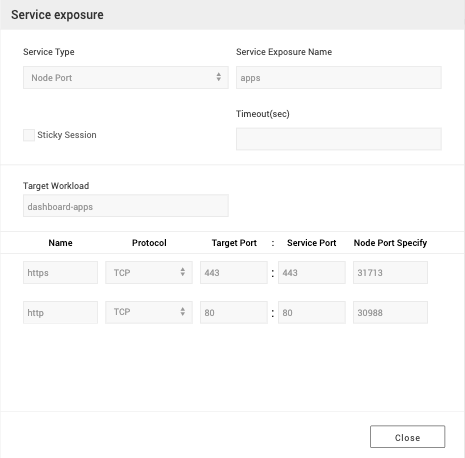 Service exposure
Service Type Service Exposure Name
Node Port apps
Timeout(sec)
Sticky Session
Target Workload
dashboard-apps
Name Protocol Target Port : Service Port Node Port Specify
https TCP 443 : 443 31713
http TCP 80 : 80 30988
Close